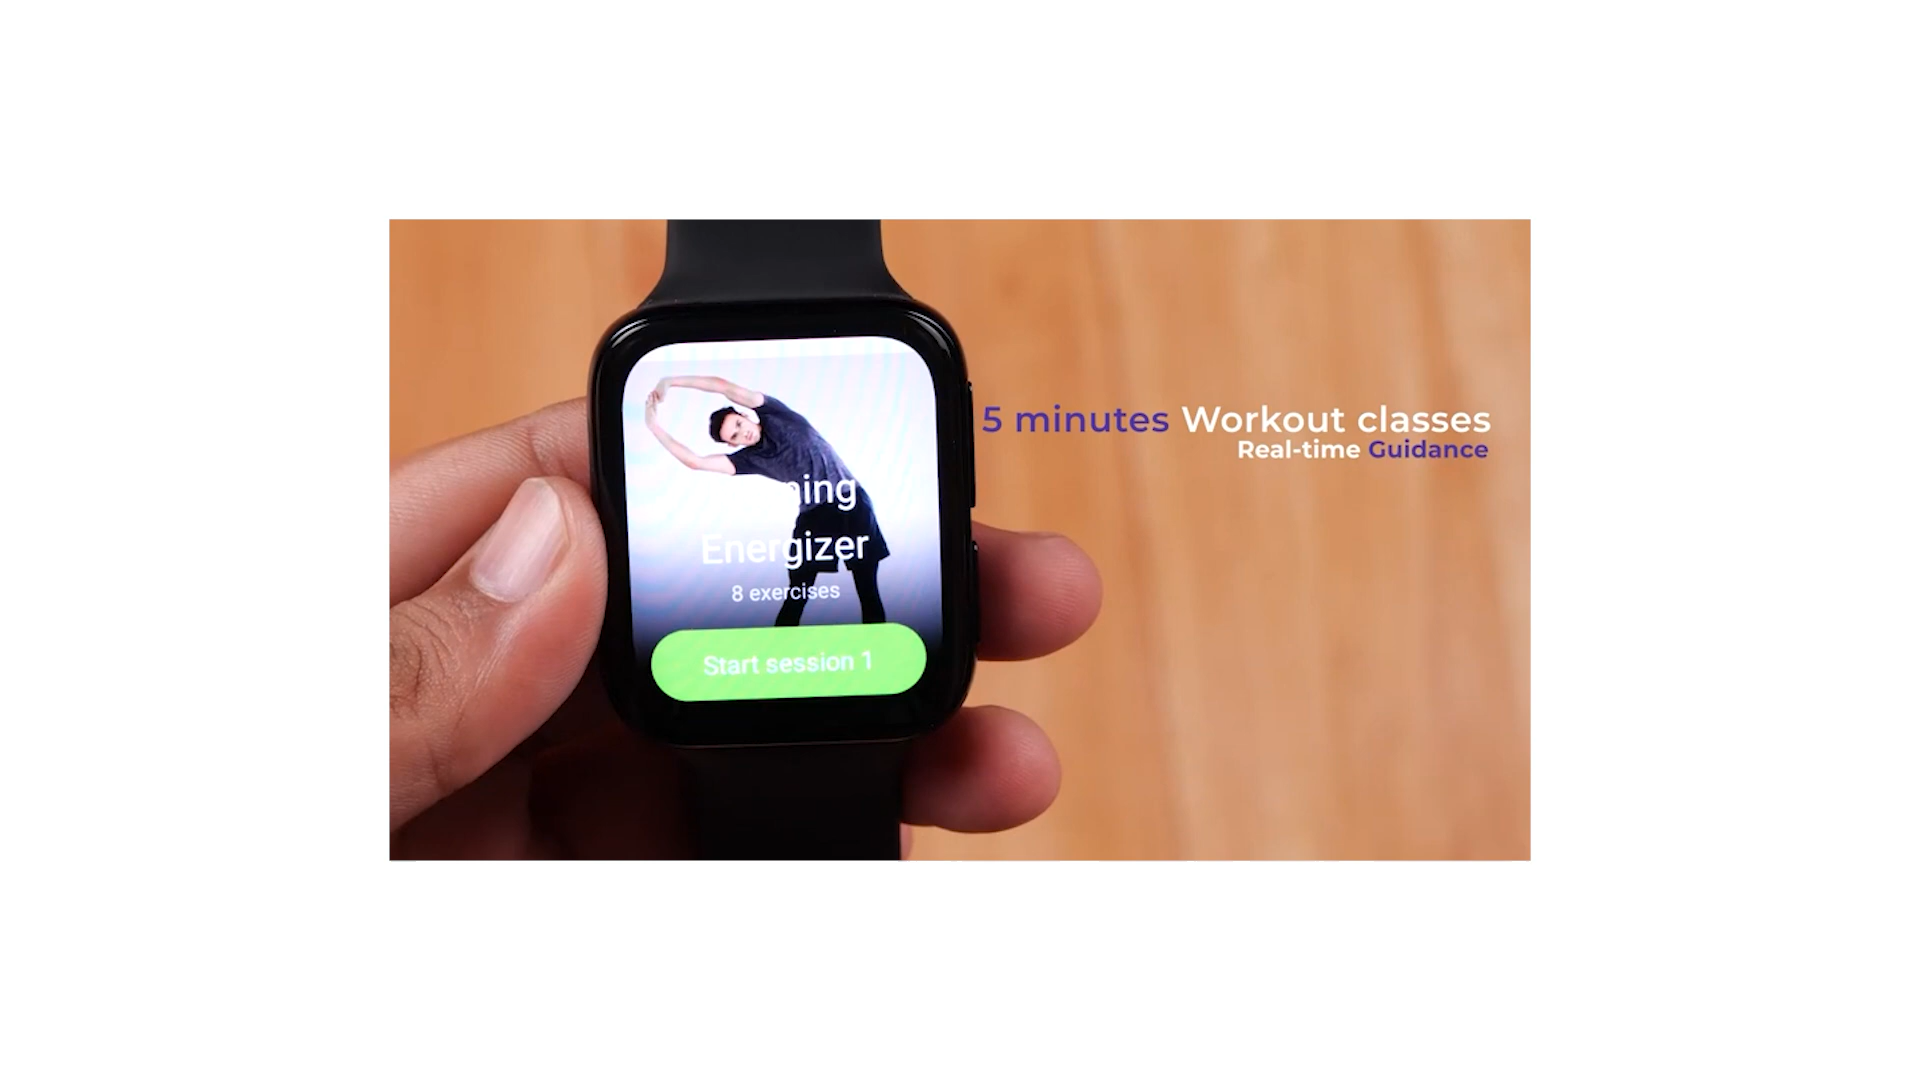 5 minutes Workout classes
Real-time Guidance
Energizer
8 exercises
Start session 1